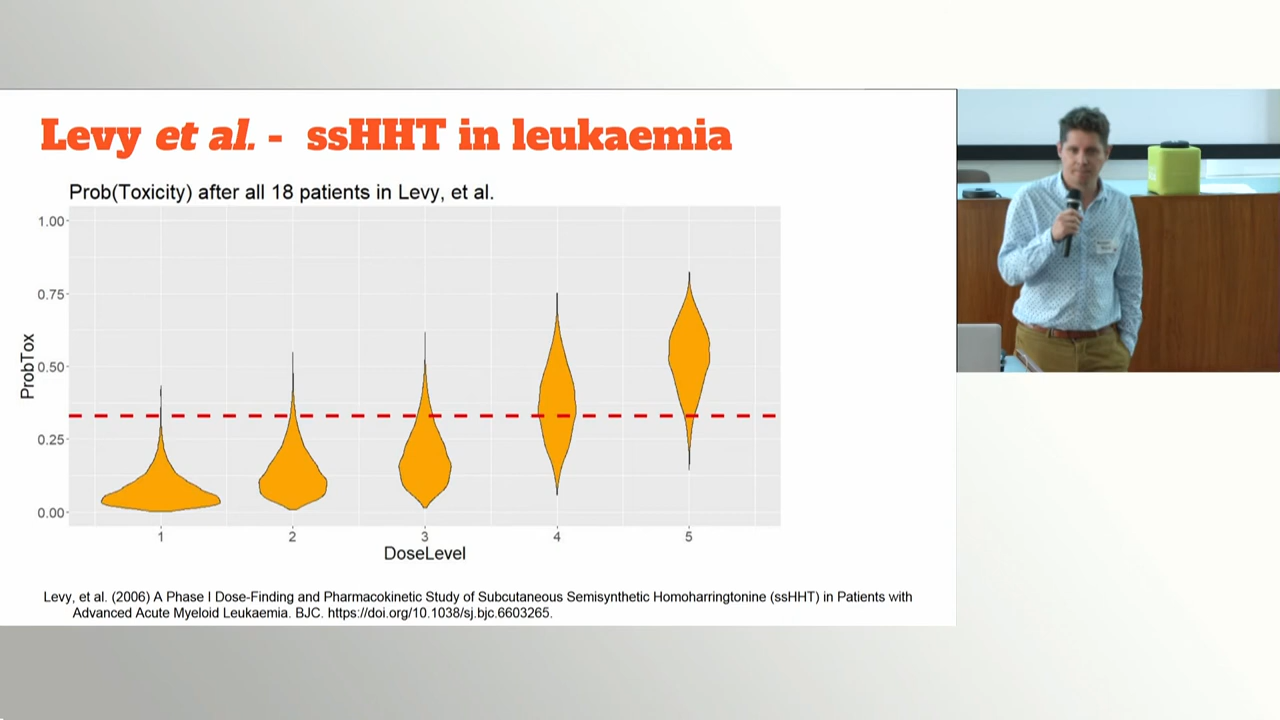 Levy et al. - ssHHT in leukaemia
Prob(Toxicity) after all 18 patients in Levy, et al.
1.00
0.75
0.50
0.25
0.00
ProbTox
1 2 3 4 5
DoseLevel
Levy, et al. (2006) A Phase I Dose-Finding and Pharmacokinetic Study of Subcutaneous Semisynthetic Homoharringtonine (ssHHT) in Patients with
Advanced Acute Myeloid Leukaemia. BJC. https://doi.org/10.1038/sj.bjc.6603265.